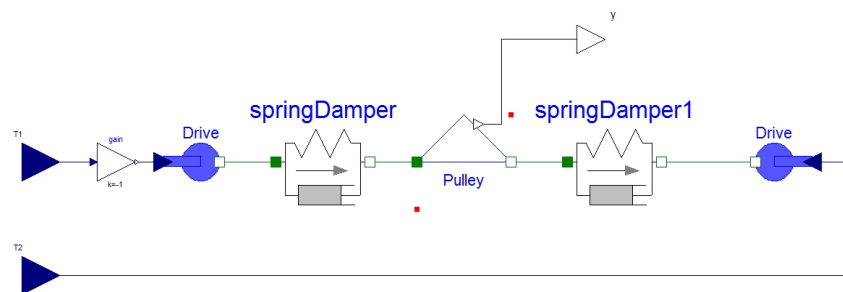 y
springDamper
springDamper1
T1
gain
Drive
Drive
k=-1
Pulley
T2